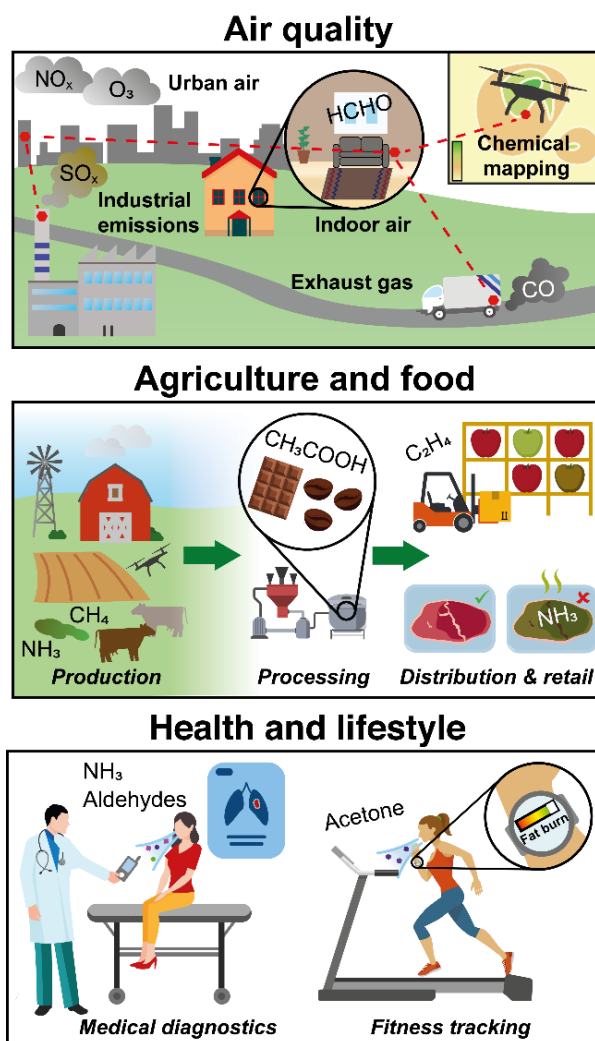 Air quality
NOₓ
O₃
Urban air
HCHO
Chemical
mapping
SOₓ
Industrial
emissions
Indoor air
Exhaust gas
CO
Agriculture and food
CH₃COOH
C₂H₄
CH₄
NH₃
NH₃
Production
Processing
Distribution & retail
Health and lifestyle
NH₃
Aldehydes
Acetone
Fat burn
Medical diagnostics
Fitness tracking